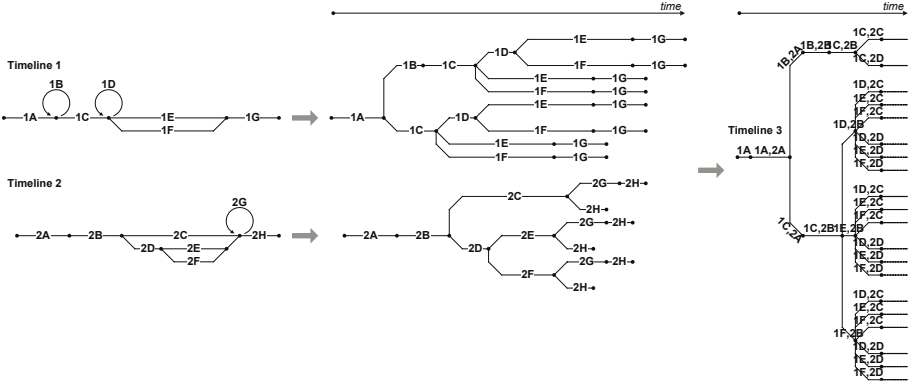 time
time
Timeline 1
1B
1D
1A
1C
1E
1F
1G
1A
1B
1C
1D
1E
1G
1F
1G
1E
1G
1F
1G
1C
1D
1E
1G
1F
1G
1E
1G
1F
1G
Timeline 2
2G
2A
2B
2C
2D
2E
2F
2H
2A
2B
2C
2G
2H
2H
2D
2E
2G
2H
2H
2F
2G
2H
2H
Timeline 3
1A
1A,2A
1B,2A
1B,2B
1C,2B
1C,2C
1C,2D
1C,2A
1C,2B
1D,2B
1D,2C
1E,2C
1F,2C
1D,2D
1E,2D
1F,2D
1E,2B
1D,2C
1E,2C
1F,2C
1D,2D
1E,2D
1F,2D
1F,2B
1D,2C
1E,2C
1F,2C
1D,2D
1E,2D
1F,2D